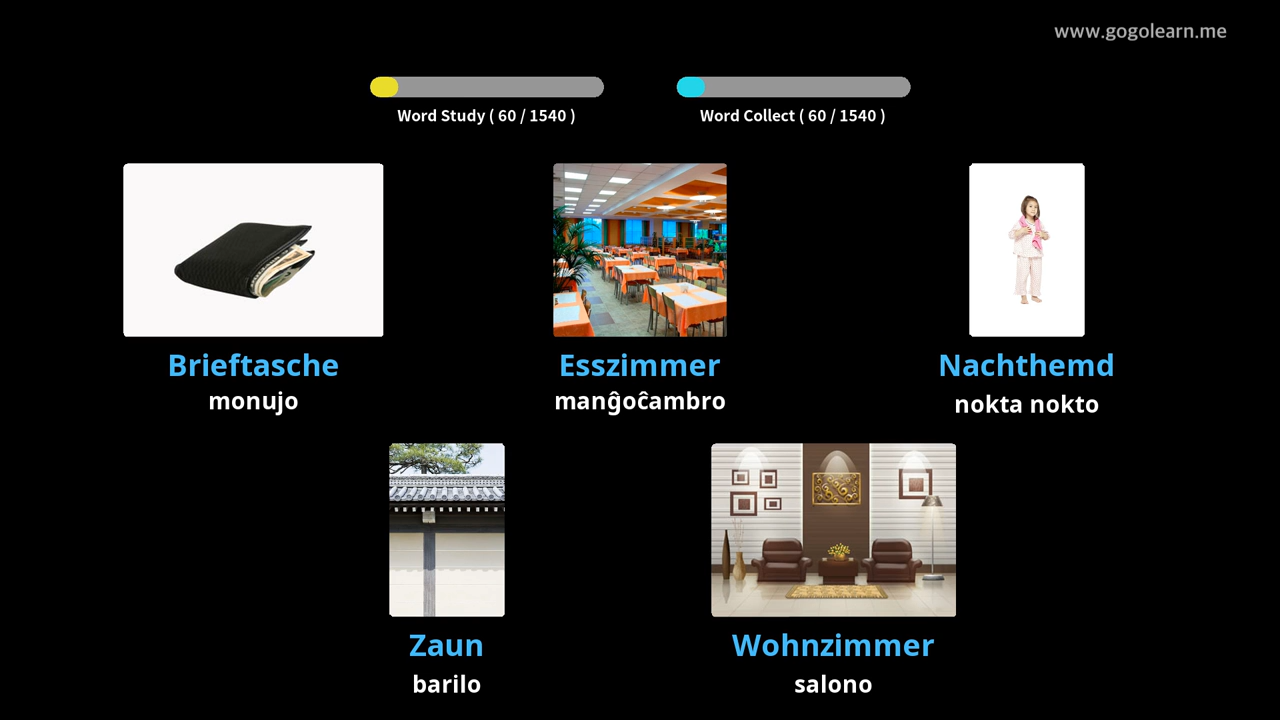 www.gogolearn.me
Word Study ( 60 / 1540 )
Word Collect ( 60 / 1540 )
Brieftasche
monujo
Esszimmer
manĝoĉambro
Nachthemd
nokta nokto
Zaun
barilo
Wohnzimmer
salono